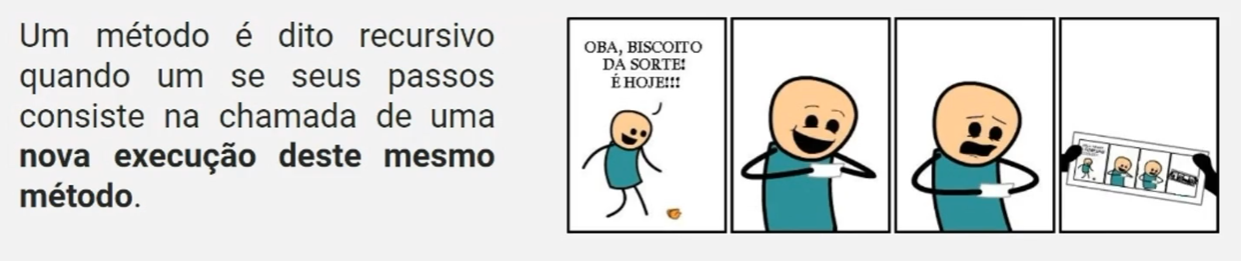 Um método é dito recursivo
quando um se seus passos
consiste na chamada de uma
nova execução deste mesmo
método.
OBA, BISCOITO
DA SORTE!
É HOJE!!!